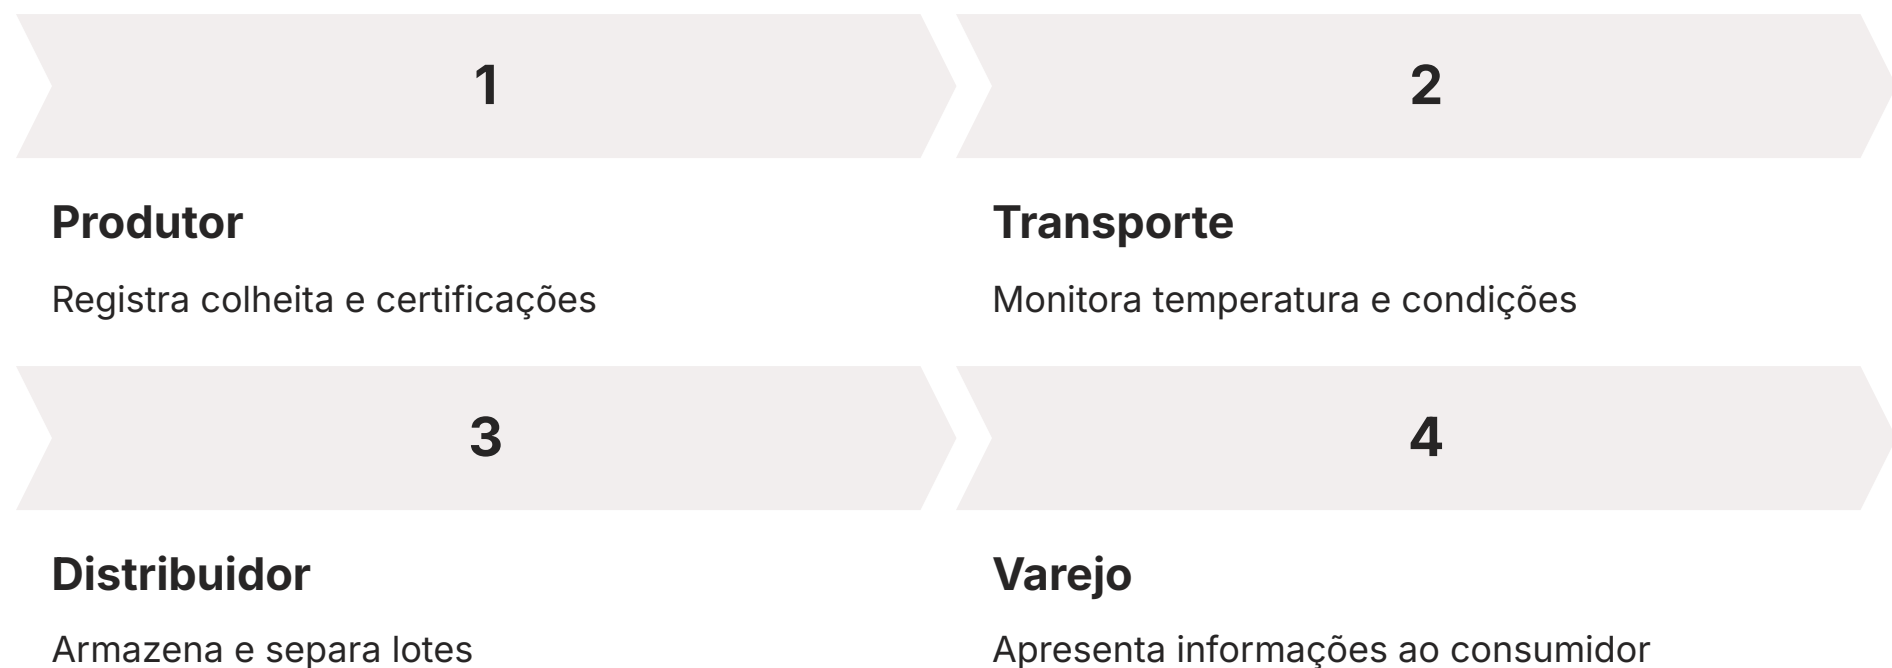 1
Produtor
Registra colheita e certificações
2
Transporte
Monitora temperatura e condições
3
Distribuidor
Armazena e separa lotes
4
Varejo
Apresenta informações ao consumidor